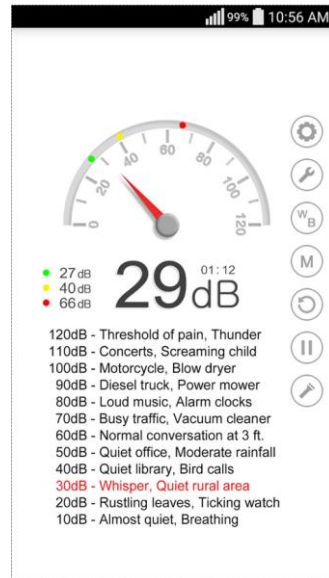 99% 10:56 AM
0 20 40 60 80 100 120
W B
M
27dB
40dB
66dB
01:12
29dB
120dB - Threshold of pain, Thunder
110dB - Concerts, Screaming child
100dB - Motorcycle, Blow dryer
90dB - Diesel truck, Power mower
80dB - Loud music, Alarm clocks
70dB - Busy traffic, Vacuum cleaner
60dB - Normal conversation at 3 ft.
50dB - Quiet office, Moderate rainfall
40dB - Quiet library, Bird calls
30dB - Whisper, Quiet rural area
20dB - Rustling leaves, Ticking watch
10dB - Almost quiet, Breathing